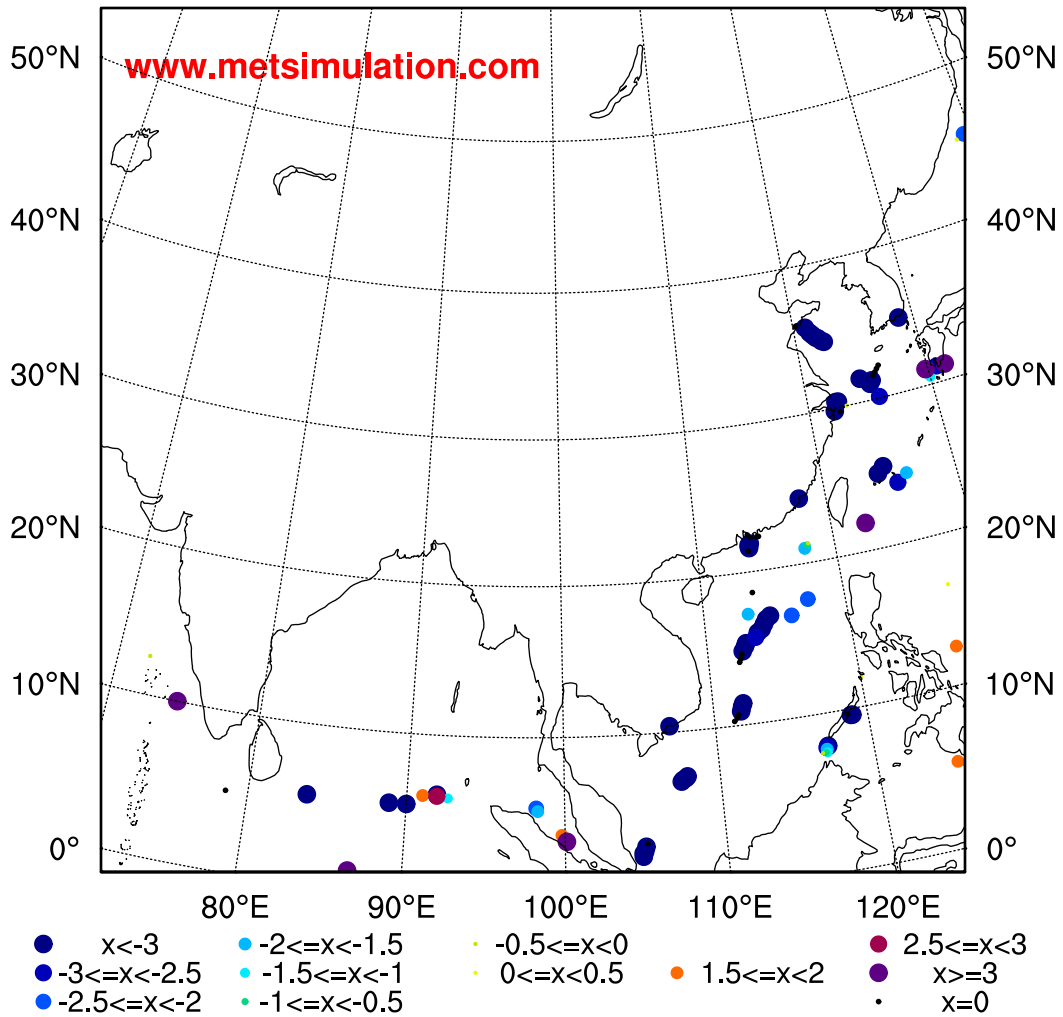 www.metsimulation.com
50°N 50°N
40°N 40°N
30°N 30°N
20°N 20°N
10°N 10°N
0° 0°
80°E 90°E 100°E 110°E 120°E
x<-3 -2<=x<-1.5 -0.5<=x<0 2.5<=x<3
-3<=x<-2.5 -1.5<=x<-1 0<=x<0.5 1.5<=x<2 x>=3
-2.5<=x<-2 -1<=x<-0.5 x=0